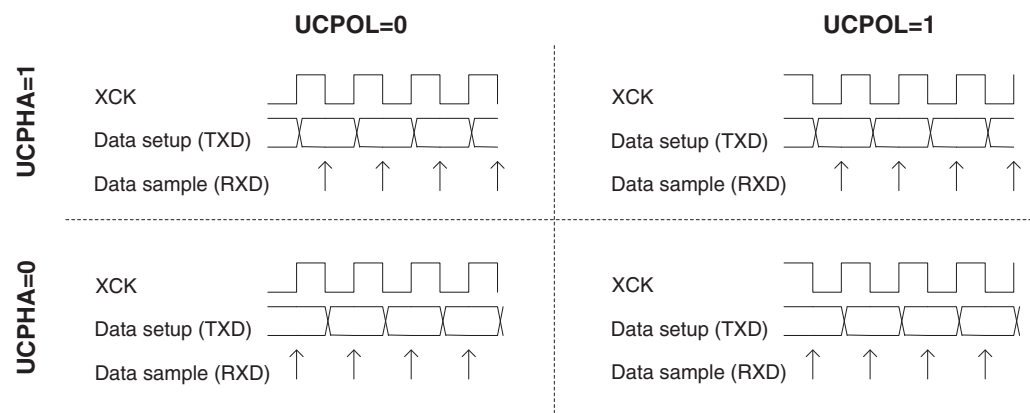 UCPOL=0
UCPOL=1
UCPHA=1
XCK
Data setup (TXD)
Data sample (RXD)
XCK
Data setup (TXD)
Data sample (RXD)
UCPHA=0
XCK
Data setup (TXD)
Data sample (RXD)
XCK
Data setup (TXD)
Data sample (RXD)